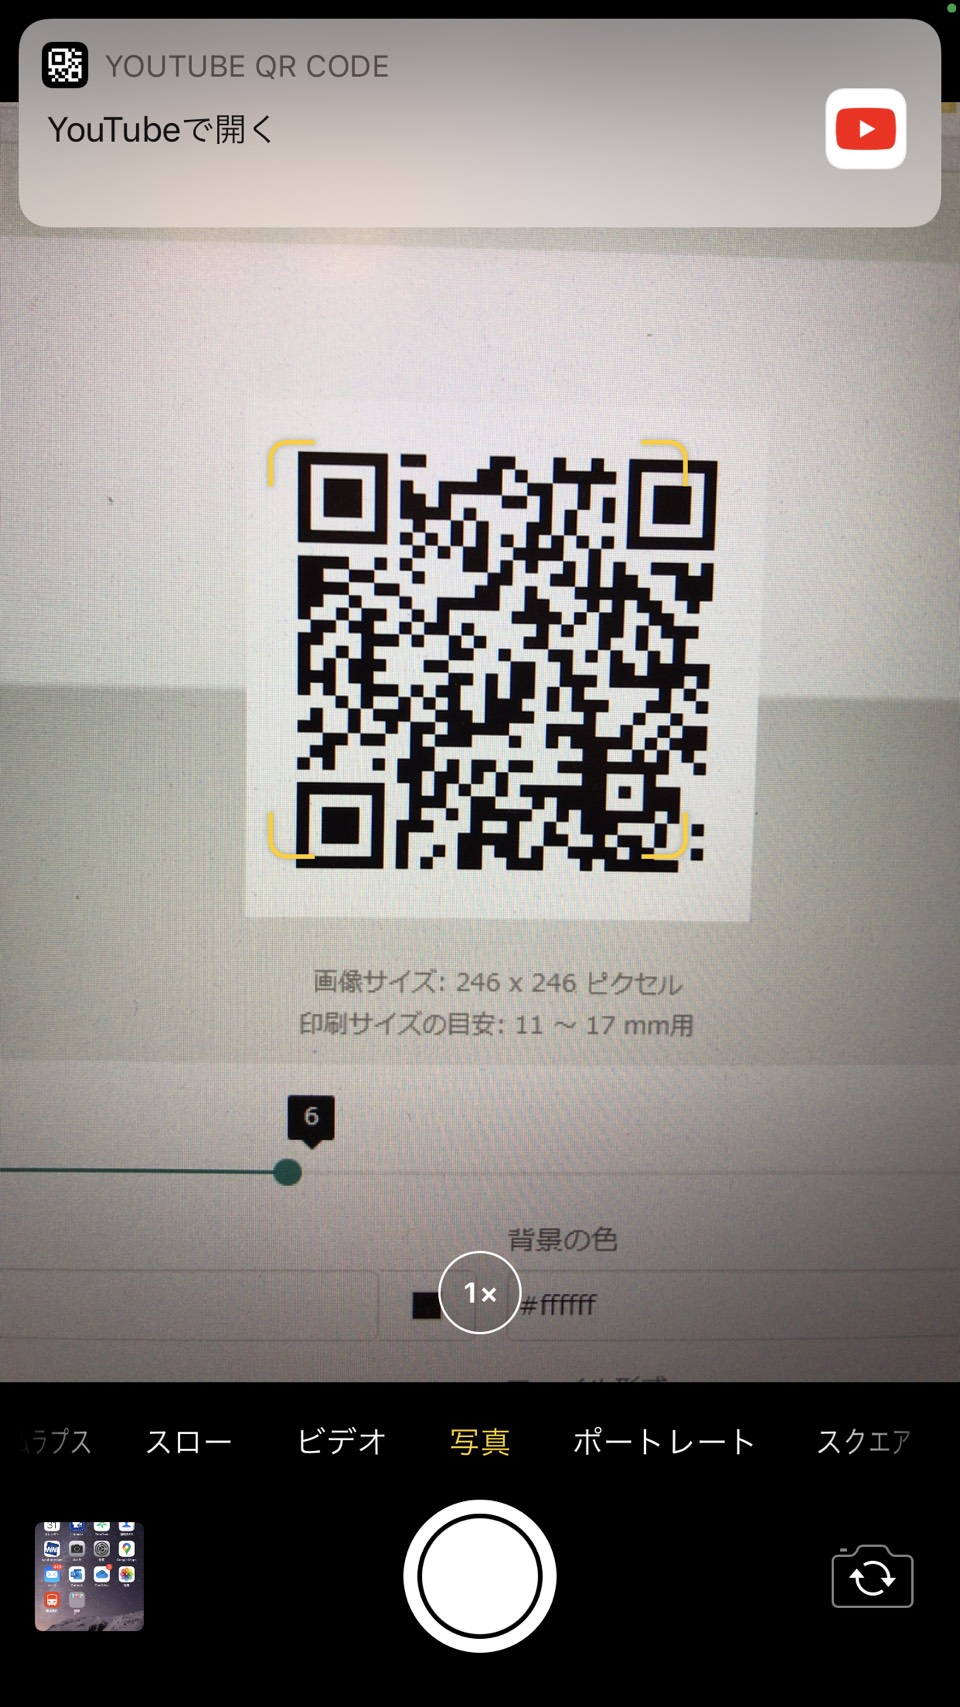 YOUTUBE QR CODE
YouTubeで開く
画像サイズ: 246 x 246 ピクセル
印刷サイズの目安: 11 ～ 17 mm用
6
背景の色
1×
#ffffff
スロー
ビデオ
写真
ポートレート
スクエア